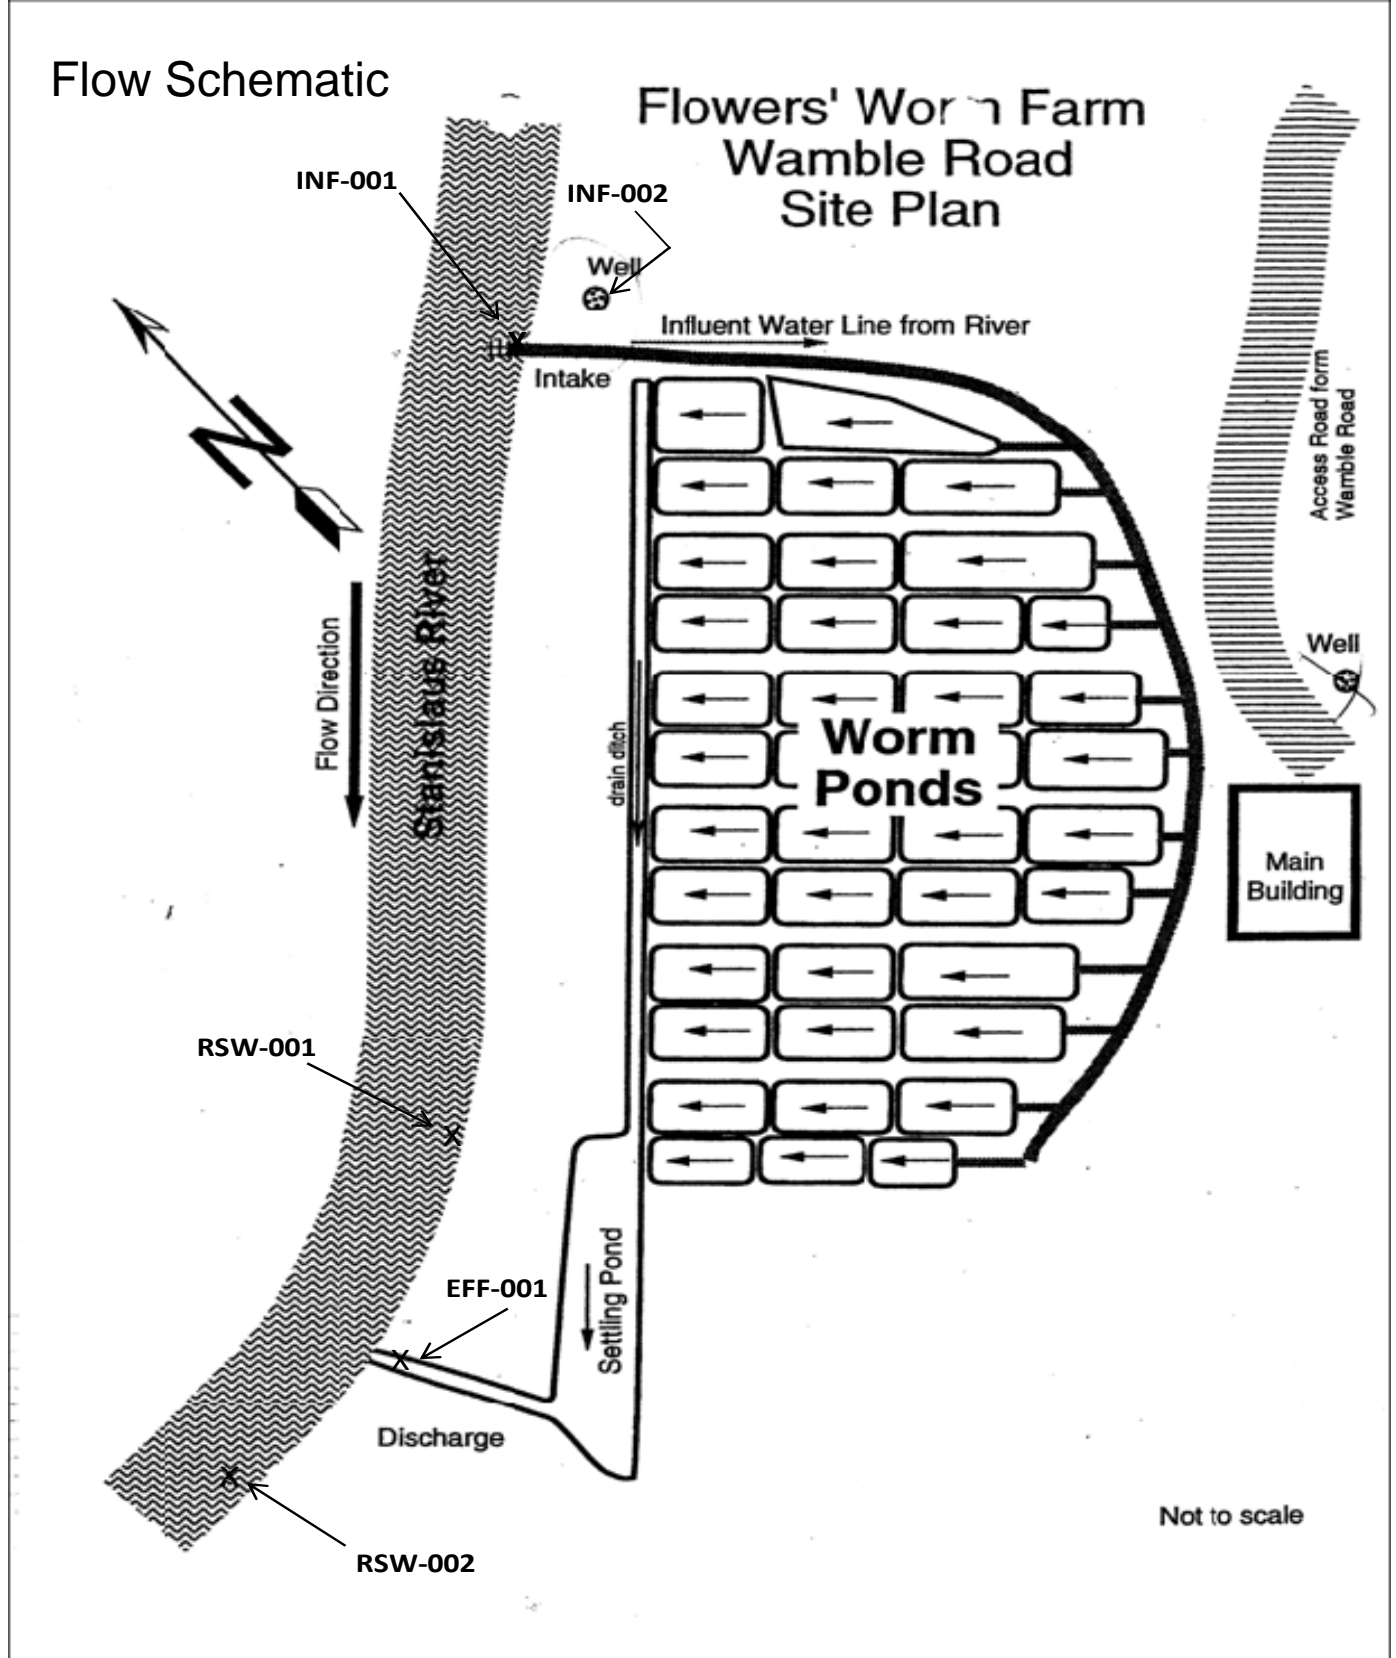 Flow Schematic
Flowers' Worm Farm
Wamble Road
Site Plan
INF-001
INF-002
Well
Influent Water Line from River
Intake
N
Access Road form
Wamble Road
Stanislaus River
Flow Direction
drain ditch
Worm
Ponds
Well
Main
Building
RSW-001
X
EFF-001
X
Settling Pond
Discharge
X
RSW-002
Not to scale